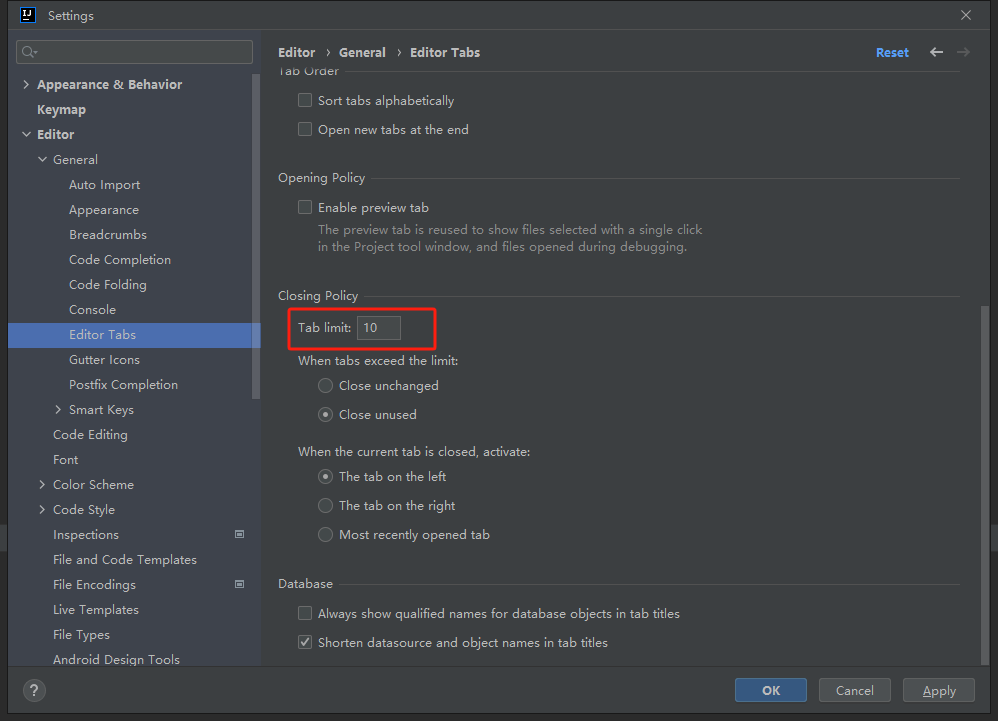 IJ
Settings
Editor › General › Editor Tabs
Reset
Appearance & Behavior
Keymap
Editor
General
Auto Import
Appearance
Breadcrumbs
Code Completion
Code Folding
Console
Editor Tabs
Gutter Icons
Postfix Completion
Smart Keys
Code Editing
Font
Color Scheme
Code Style
Inspections
File and Code Templates
File Encodings
Live Templates
File Types
Android Design Tools
Tab Order
Sort tabs alphabetically
Open new tabs at the end
Opening Policy
Enable preview tab
The preview tab is reused to show files selected with a single click
in the Project tool window, and files opened during debugging.
Closing Policy
Tab limit: 10
When tabs exceed the limit:
Close unchanged
Close unused
When the current tab is closed, activate:
The tab on the left
The tab on the right
Most recently opened tab
Database
Always show qualified names for database objects in tab titles
Shorten datasource and object names in tab titles
?
OK
Cancel
Apply